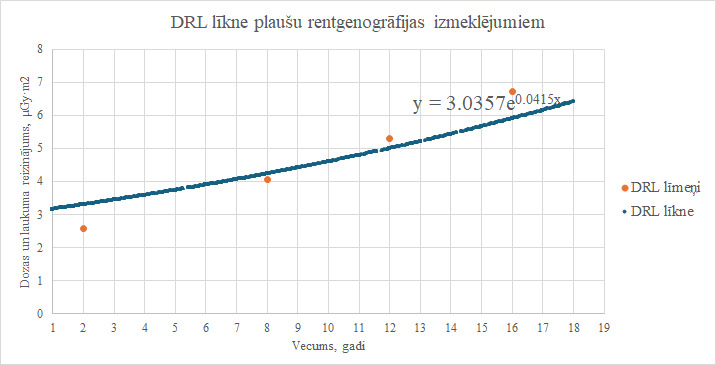 DRL līkne plaušu rentgenogrāfijas izmeklējumiem
Dozas un laukuma reizinājums, µGy·m2
8
7
6
5
4
3
2
1
0
y = 3.0357e0.0415x
DRL līmeņi
DRL līkne
1 2 3 4 5 6 7 8 9 10 11 12 13 14 15 16 17 18 19
Vecums, gadi